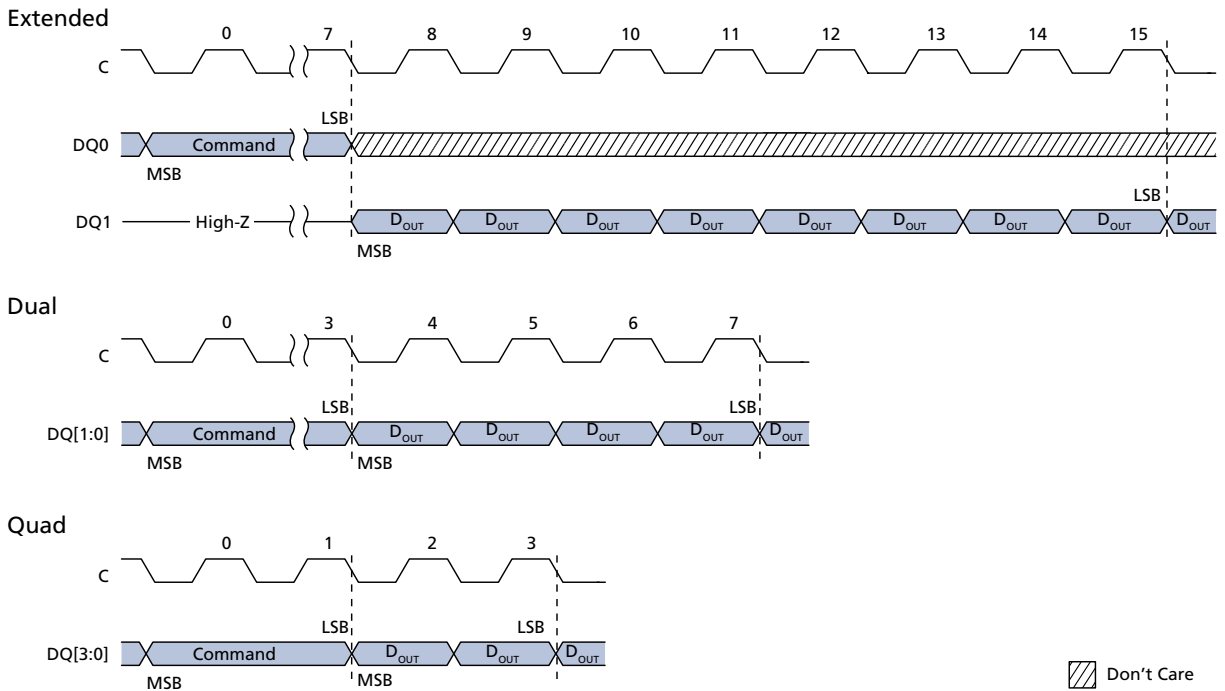 Extended
0 7 8 9 10 11 12 13 14 15
C
LSB
DQ0 Command
MSB
LSB
DQ1 High-Z DOUT DOUT DOUT DOUT DOUT DOUT DOUT DOUT DOUT
MSB
Dual
0 3 4 5 6 7
C
LSB LSB
DQ[1:0] Command DOUT DOUT DOUT DOUT DOUT
MSB MSB
Quad
0 1 2 3
C
LSB LSB
DQ[3:0] Command DOUT DOUT DOUT
MSB MSB
Don't Care